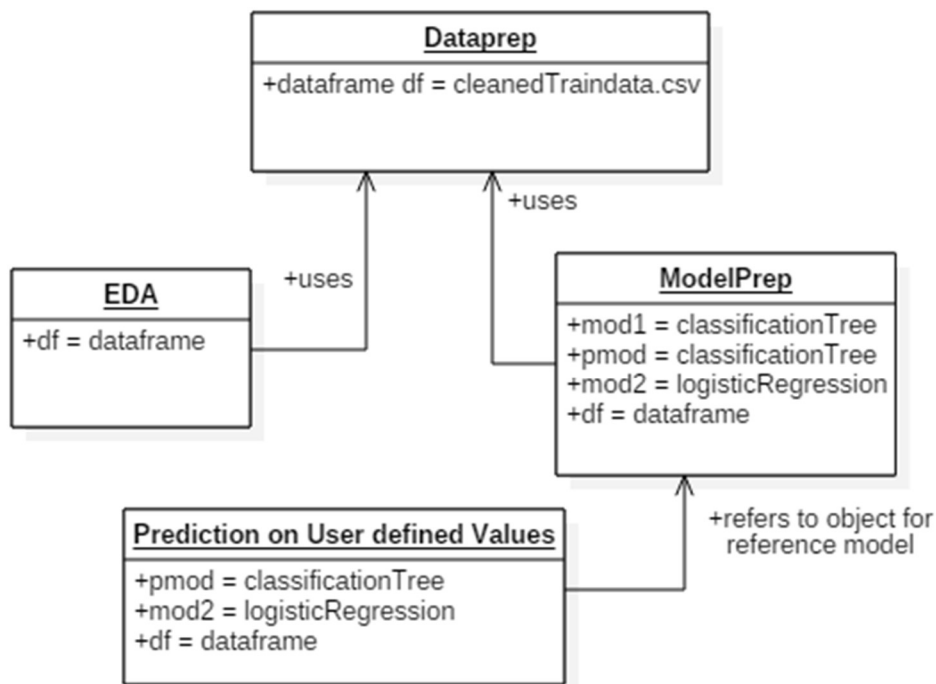 Dataprep
+dataframe df = cleanedTraindata.csv
+uses
+uses
EDA
+df = dataframe
ModelPrep
+mod1 = classificationTree
+pmod = classificationTree
+mod2 = logisticRegression
+df = dataframe
+refers to object for
reference model
Prediction on User defined Values
+pmod = classificationTree
+mod2 = logisticRegression
+df = dataframe